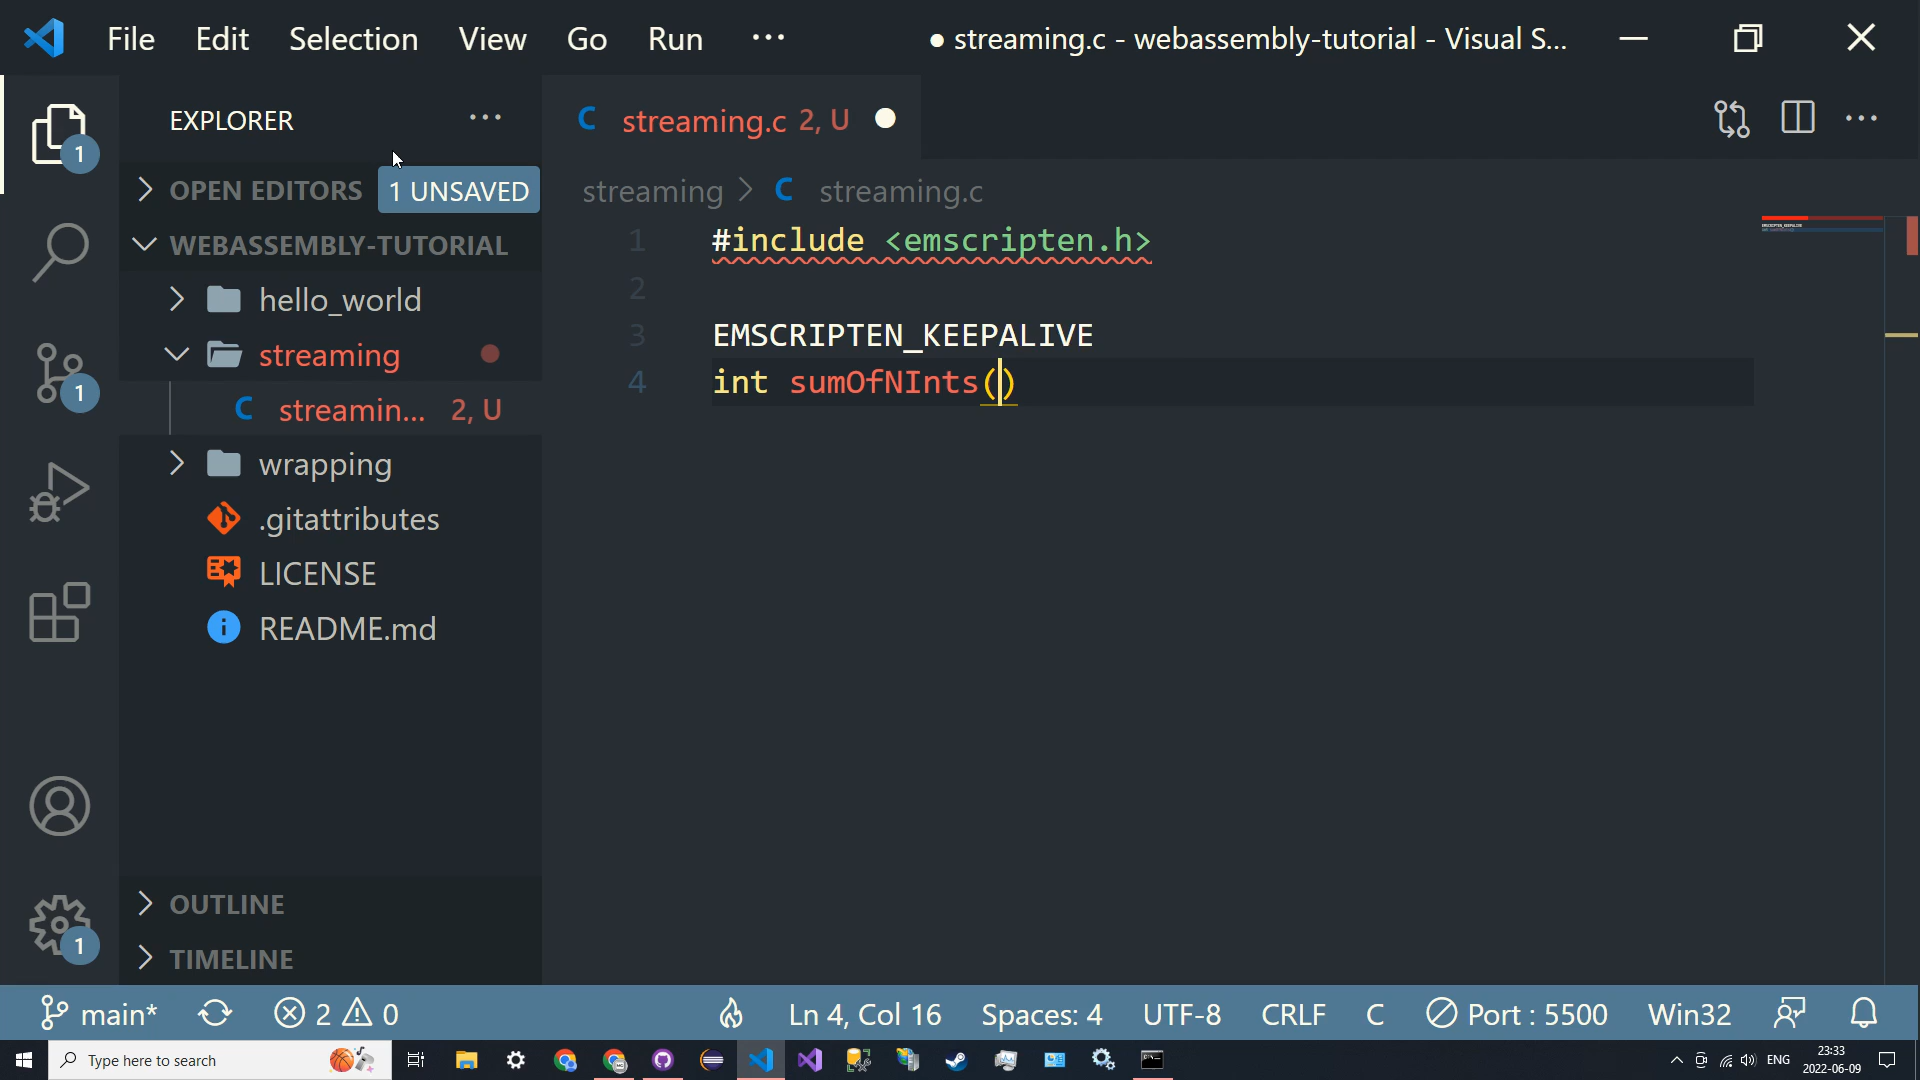 File Edit Selection View Go Run ···
● streaming.c - webassembly-tutorial - Visual S...
EXPLORER
1
OPEN EDITORS 1 UNSAVED
WEBASSEMBLY-TUTORIAL
hello_world
streaming
C streamin... 2, U
wrapping
.gitattributes
LICENSE
README.md
1
OUTLINE
1
TIMELINE
C streaming.c 2, U
streaming > C streaming.c
1 #include <emscripten.h>
2
3 EMSCRIPTEN_KEEPALIVE
4 int sumOfNInts()
main* 2 0 Ln 4, Col 16 Spaces: 4 UTF-8 CRLF C Port : 5500 Win32
Type here to search
ENG
23:33
2022-06-09